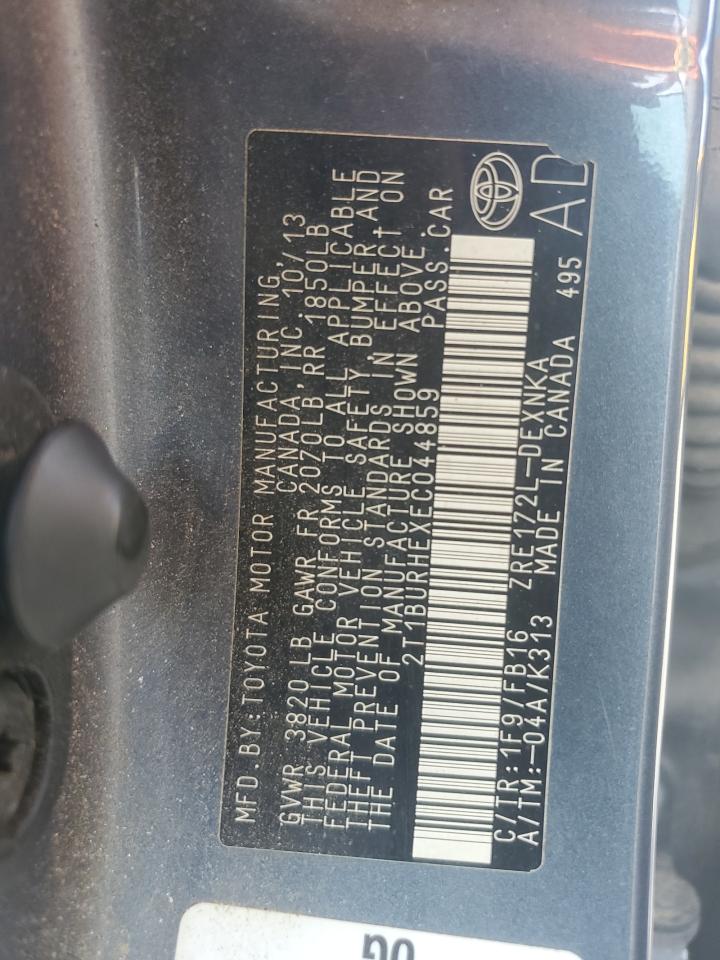 MFD.BY:TOYOTA MOTOR MANUFACTURING,
CANADA, INC. 10/13
GVWR 3820 LB GAWR FR 2070LB,RR 1850LB
THIS VEHICLE CONFORMS TO ALL APPLICABLE
FEDERAL MOTOR VEHICLE SAFETY, BUMPER,AND
THEFT PREVENTION STANDARDS IN EFFECT ON
THE DATE OF MANUFACTURE SHOWN ABOVE.
2T1BURHEXEC044859 PASS.CAR
C/TR:1F9/FB16 ZRE172L-DEXNKA
A/TM:-04A/K313 MADE IN CANADA 495
AD